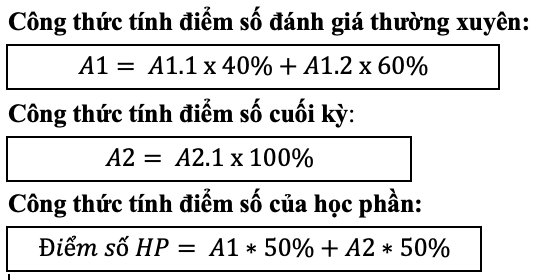 Công thức tính điểm số đánh giá thường xuyên:
A1 = A1.1 x 40% + A1.2 x 60%
Công thức tính điểm số cuối kỳ:
A2 = A2.1 x 100%
Công thức tính điểm số của học phần:
Điểm số HP = A1 * 50% + A2 * 50%